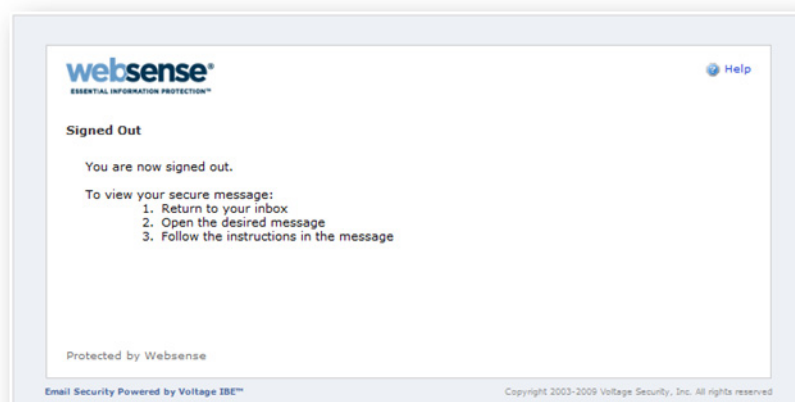 websense®
ESSENTIAL INFORMATION PROTECTION™
Help
Signed Out
You are now signed out.
To view your secure message:
1. Return to your inbox
2. Open the desired message
3. Follow the instructions in the message
Protected by Websense
Email Security Powered by Voltage IBE™
Copyright 2003-2009 Voltage Security, Inc. All rights reserved